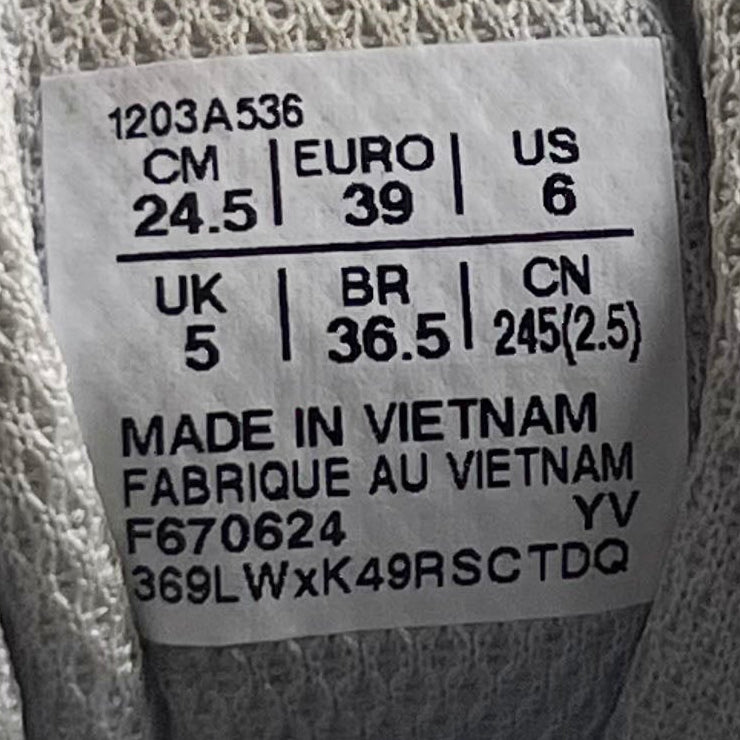 1203A536
CM | EURO | US
24.5 | 39 | 6
UK | BR | CN
5 | 36.5 | 245(2.5)
MADE IN VIETNAM
FABRIQUE AU VIETNAM
F670624 YV
369LWxK49RSCTDQ